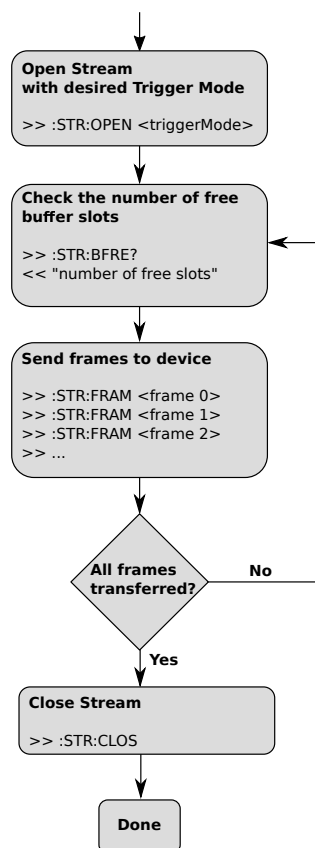 Open Stream
with desired Trigger Mode
>> :STR:OPEN <triggerMode>
Check the number of free
buffer slots
>> :STR:BFRE?
<< "number of free slots"
Send frames to device
>> :STR:FRAM <frame 0>
>> :STR:FRAM <frame 1>
>> :STR:FRAM <frame 2>
>> ...
All frames
transferred?
No
Yes
Close Stream
>> :STR:CLOS
Done